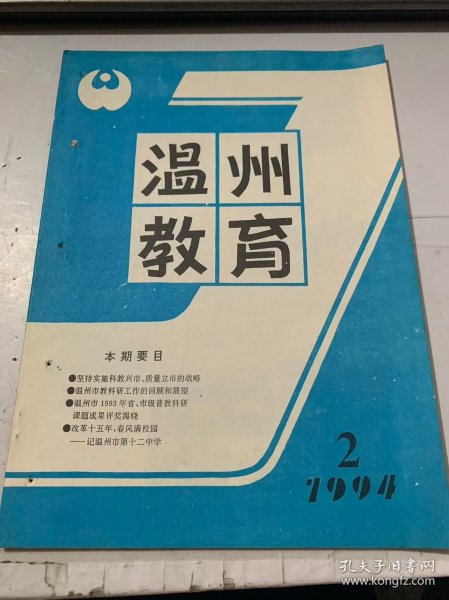 温州
教育
本期要目
●坚持实施科教兴市、质量立市的战略
●温州市教科研工作的回顾和展望
●温州市1993年省、市级普教科研
课题成果评奖揭晓
●改革十五年，春风满校园
——记温州市第十二中学
2
1994
孔夫子旧书网
www.kongfz.com